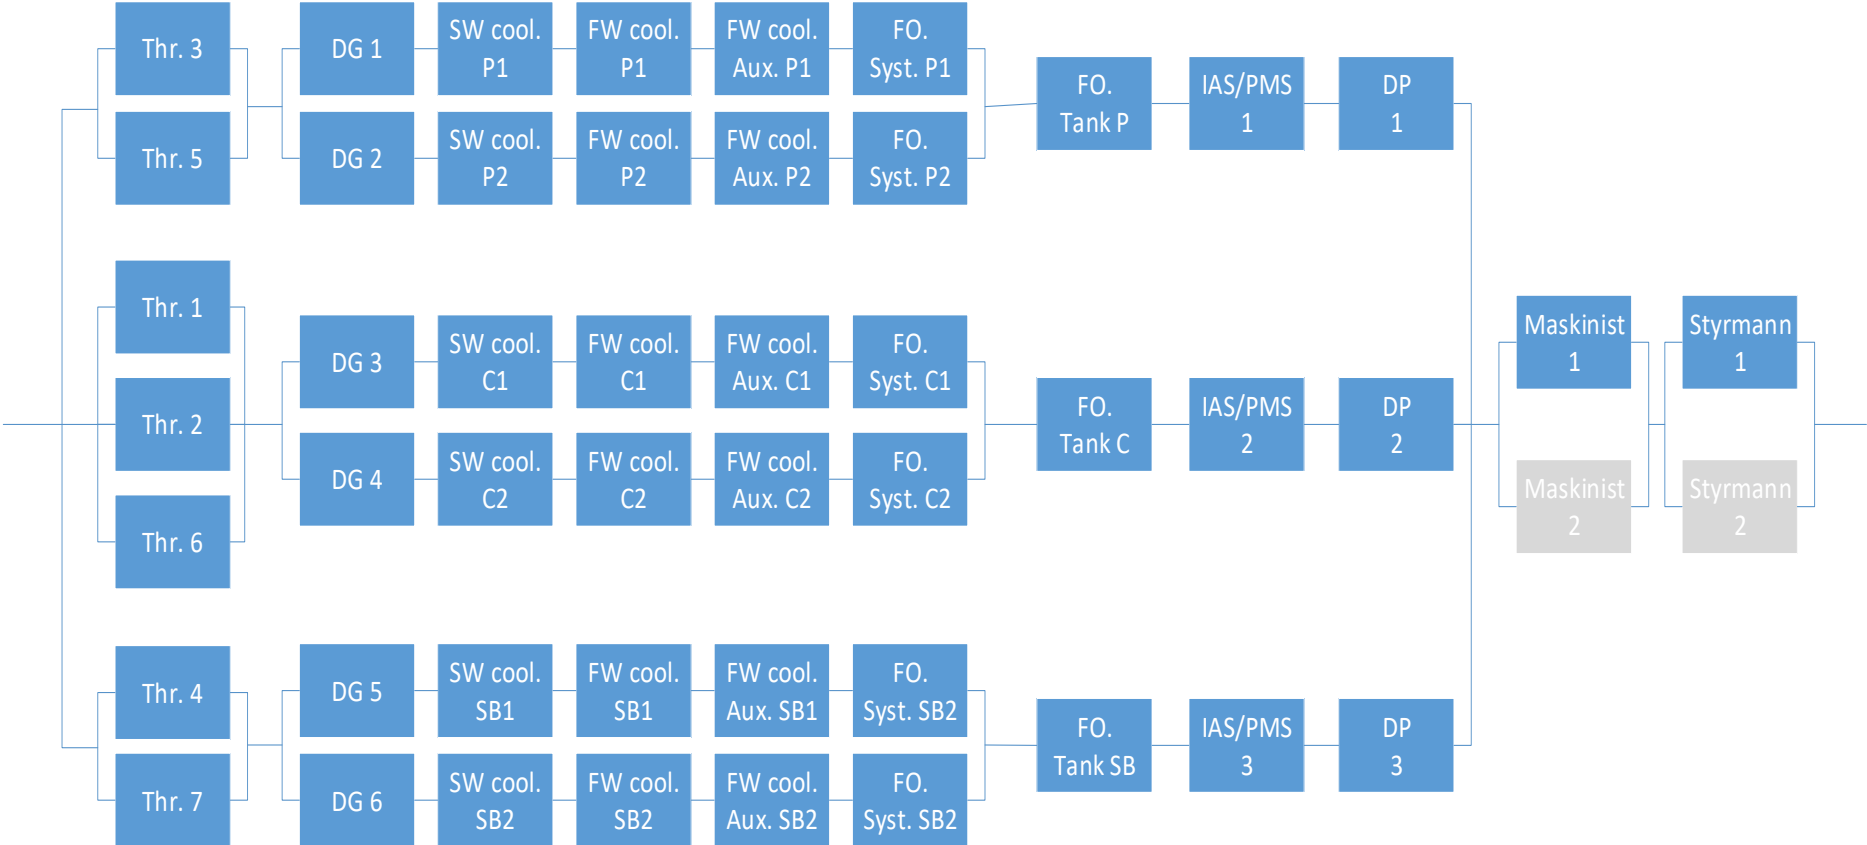 Thr. 3
DG 1
SW cool.
P1
FW cool.
P1
FW cool.
Aux. P1
FO.
Syst. P1
Thr. 5
DG 2
SW cool.
P2
FW cool.
P2
FW cool.
Aux. P2
FO.
Syst. P2
FO.
Tank P
IAS/PMS
1
DP
1
Thr. 1
Thr. 2
Thr. 6
DG 3
SW cool.
C1
FW cool.
C1
FW cool.
Aux. C1
FO.
Syst. C1
DG 4
SW cool.
C2
FW cool.
C2
FW cool.
Aux. C2
FO.
Syst. C2
FO.
Tank C
IAS/PMS
2
DP
2
Maskinist
1
Styrmann
1
Maskinist
2
Styrmann
2
Thr. 4
DG 5
SW cool.
SB1
FW cool.
SB1
FW cool.
Aux. SB1
FO.
Syst. SB2
Thr. 7
DG 6
SW cool.
SB2
FW cool.
SB2
FW cool.
Aux. SB2
FO.
Syst. SB2
FO.
Tank SB
IAS/PMS
3
DP
3